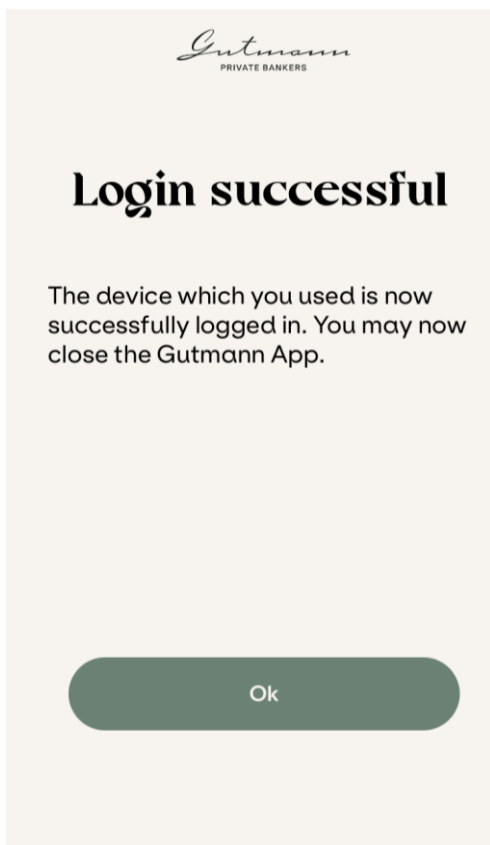 Gutmann
PRIVATE BANKERS
Login successful
The device which you used is now
successfully logged in. You may now
close the Gutmann App.
Ok